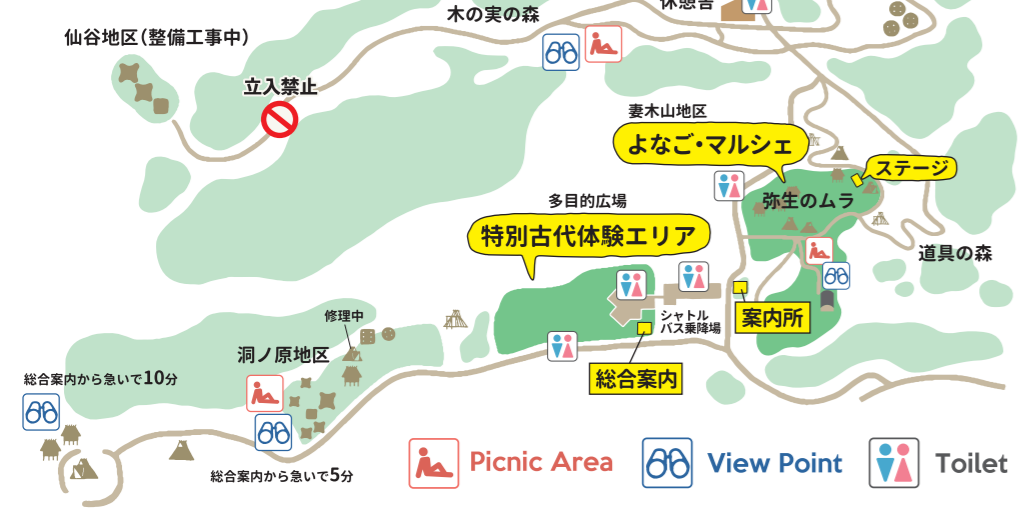 木の実の森
休憩舎
仙谷地区（整備工事中）
立入禁止
妻木山地区
よなご・マルシェ
ステージ
弥生のムラ
多目的広場
特別古代体験エリア
道具の森
シャトル
バス乗降場
案内所
修理中
洞ノ原地区
総合案内
総合案内から急いで10分
総合案内から急いで5分
Picnic Area
View Point
Toilet